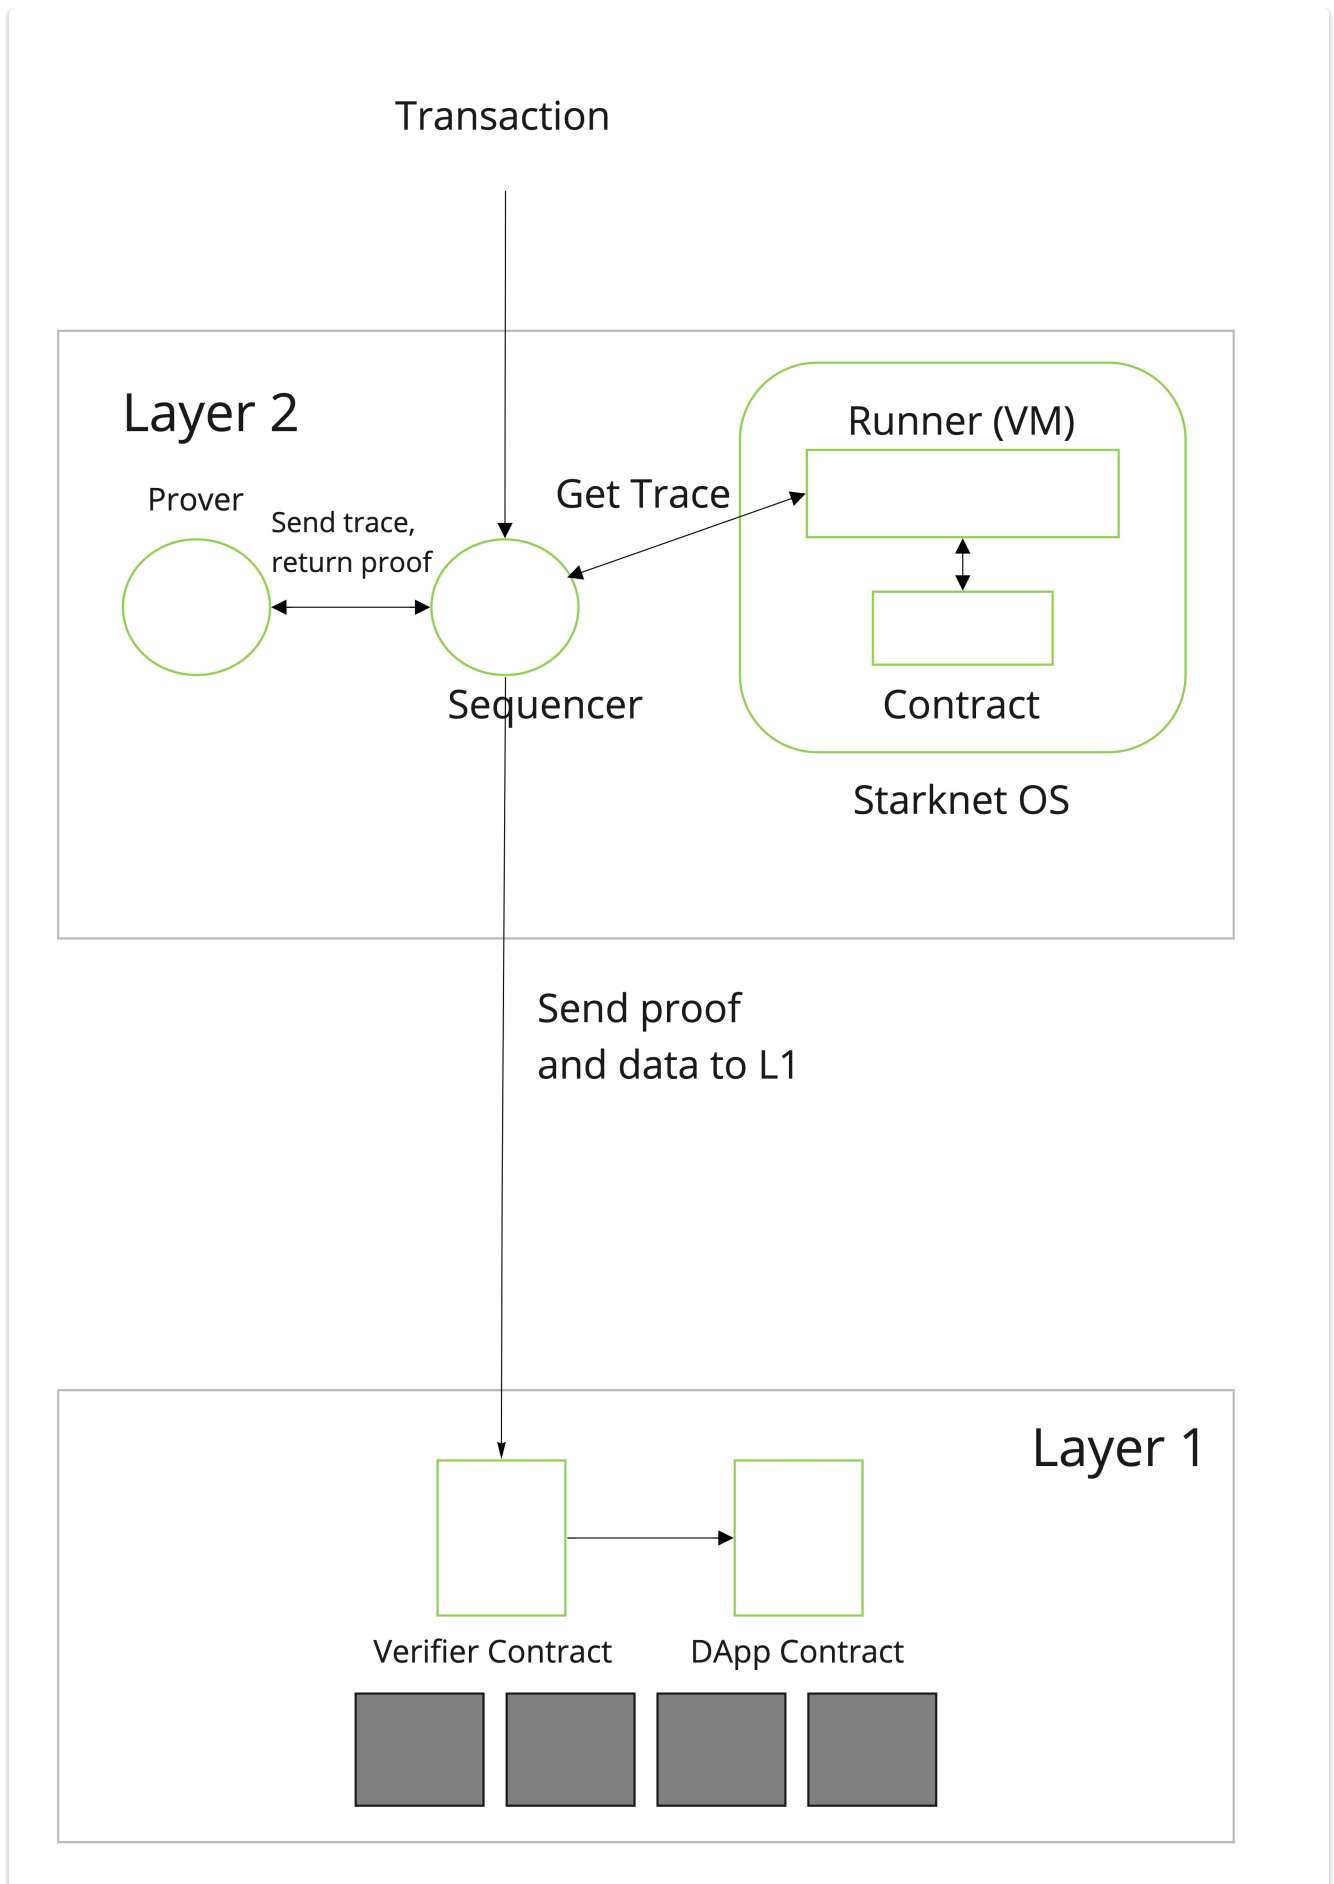 Transaction
Layer 2
Runner (VM)
Get Trace
Prover
Send trace,
return proof
Sequencer
Contract
Starknet OS
Send proof
and data to L1
Layer 1
Verifier Contract
DApp Contract